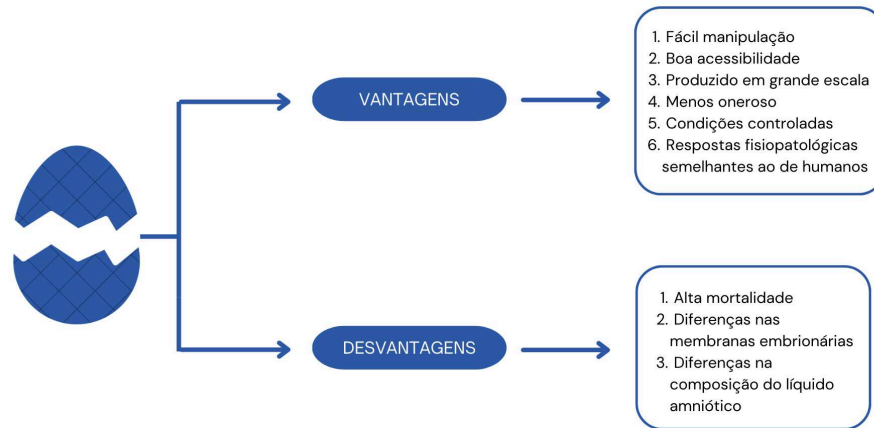 VANTAGENS
1. Fácil manipulação
2. Boa acessibilidade
3. Produzido em grande escala
4. Menos oneroso
5. Condições controladas
6. Respostas fisiopatológicas
semelhantes ao de humanos
DESVANTAGENS
1. Alta mortalidade
2. Diferenças nas
membranas embrionárias
3. Diferenças na
composição do líquido
amniótico